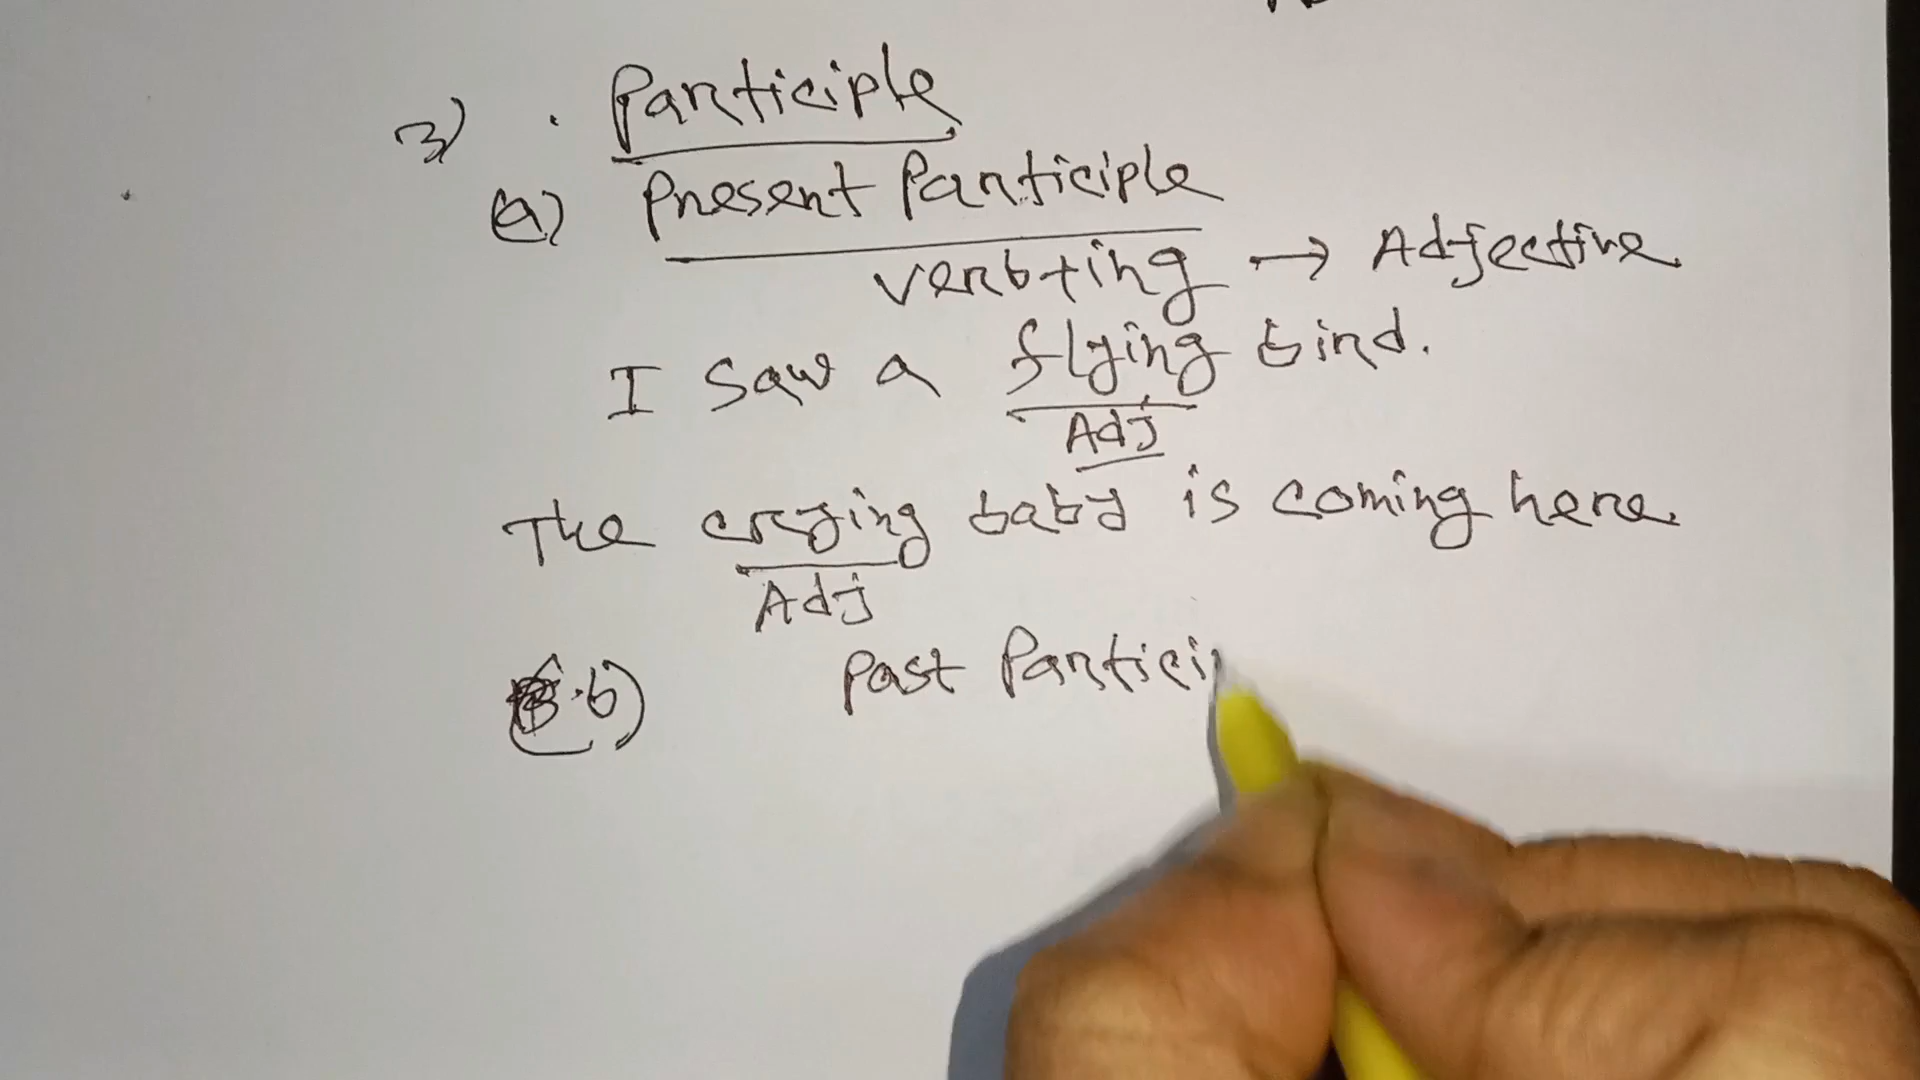 3) Participle
(a) Present Participle
Verb+ing → Adjective
I saw a flying bird.
Adj
The crying baby is coming here.
Adj
b) Past Particip